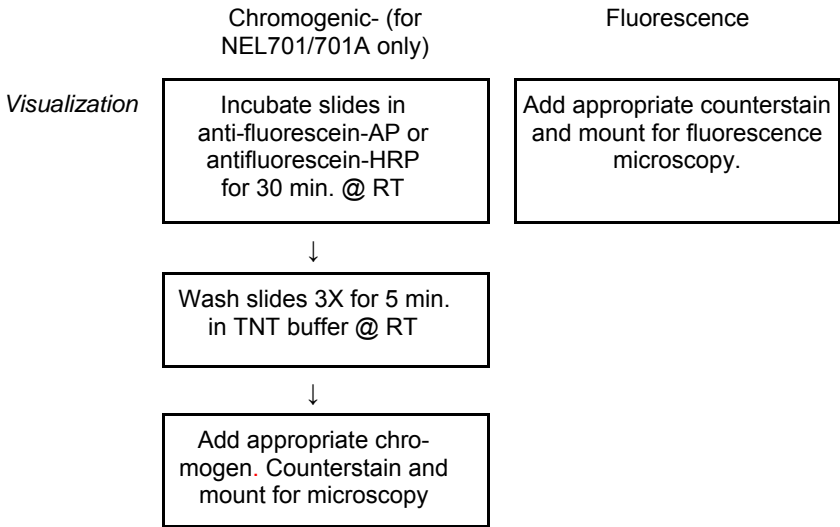 Chromogenic- (for
NEL701/701A only)
Fluorescence
Visualization
Incubate slides in
anti-fluorescein-AP or
antifluorescein-HRP
for 30 min. @ RT
Add appropriate counterstain
and mount for fluorescence
microscopy.
↓
Wash slides 3X for 5 min.
in TNT buffer @ RT
↓
Add appropriate chro-
mogen. Counterstain and
mount for microscopy